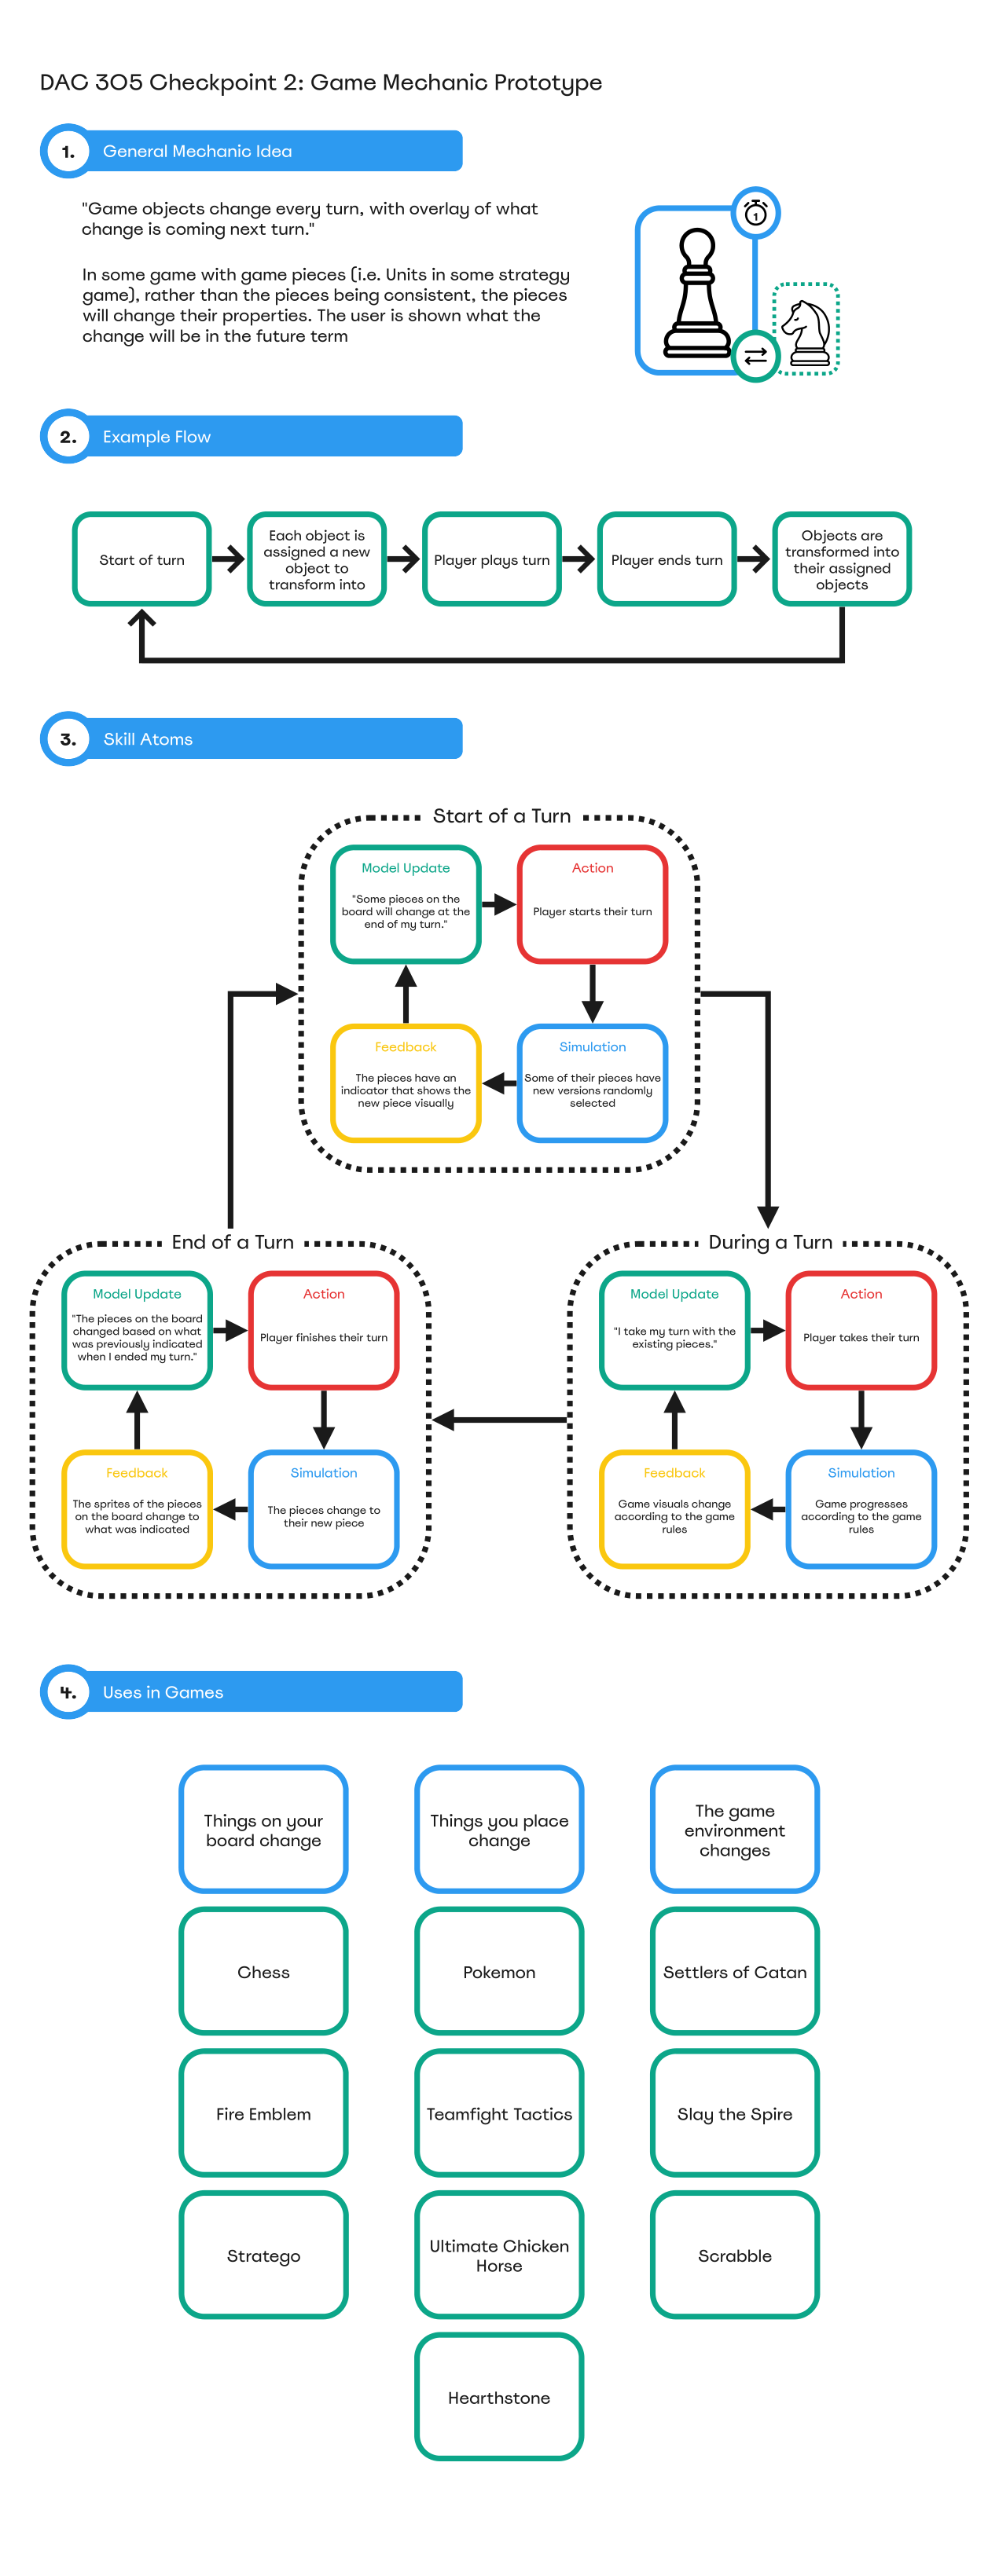 DAC 305 Checkpoint 2: Game Mechanic Prototype
1.
General Mechanic Idea
"Game objects change every turn, with overlay of what
change is coming next turn."
In some game with game pieces (i.e. Units in some strategy
game), rather than the pieces being consistent, the pieces
will change their properties. The user is shown what the
change will be in the future term
1
2.
Example Flow
Start of turn
Each object is
assigned a new
object to
transform into
Player plays turn
Player ends turn
Objects are
transformed into
their assigned
objects
3.
Skill Atoms
Start of a Turn
Model Update
"Some pieces on the
board will change at the
end of my turn."
Action
Player starts their turn
Feedback
The pieces have an
indicator that shows the
new piece visually
Simulation
Some of their pieces have
new versions randomly
selected
End of a Turn
Model Update
"The pieces on the board
changed based on what
was previously indicated
when I ended my turn."
Action
Player finishes their turn
Feedback
The sprites of the pieces
on the board change to
what was indicated
Simulation
The pieces change to
their new piece
During a Turn
Model Update
"I take my turn with the
existing pieces."
Action
Player takes their turn
Feedback
Game visuals change
according to the game
rules
Simulation
Game progresses
according to the game
rules
4.
Uses in Games
Things on your
board change
Things you place
change
The game
environment
changes
Chess
Pokemon
Settlers of Catan
Fire Emblem
Teamfight Tactics
Slay the Spire
Stratego
Ultimate Chicken
Horse
Scrabble
Hearthstone